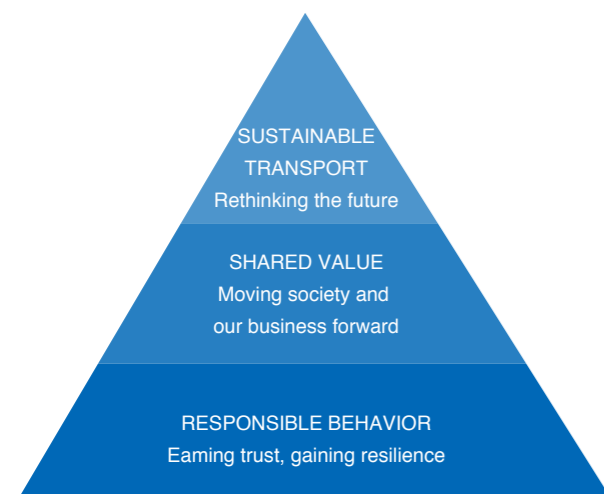 SUSTAINABLE
TRANSPORT
Rethinking the future
SHARED VALUE
Moving society and
our business forward
RESPONSIBLE BEHAVIOR
Eaming trust, gaining resilience